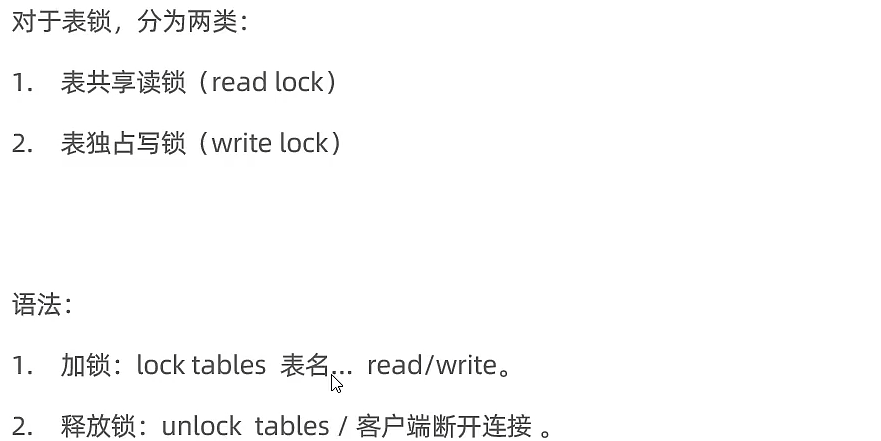 对于表锁，分为两类：
1. 表共享读锁（read lock）
2. 表独占写锁（write lock）
语法：
1. 加锁：lock tables 表名... read/write。
2. 释放锁：unlock tables / 客户端断开连接 。